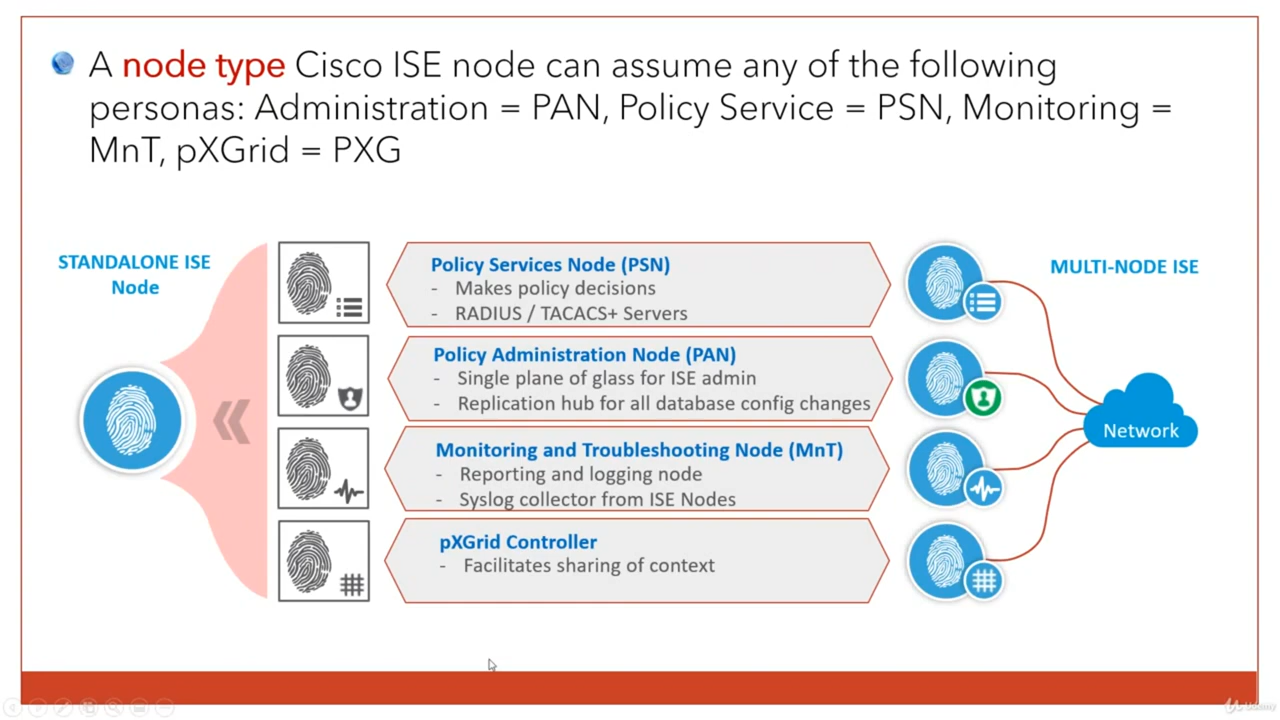 A node type Cisco ISE node can assume any of the following
personas: Administration = PAN, Policy Service = PSN, Monitoring =
MnT, pXGrid = PXG
STANDALONE ISE
Node
Policy Services Node (PSN)
- Makes policy decisions
- RADIUS / TACACS+ Servers
Policy Administration Node (PAN)
- Single plane of glass for ISE admin
- Replication hub for all database config changes
Monitoring and Troubleshooting Node (MnT)
- Reporting and logging node
- Syslog collector from ISE Nodes
pXGrid Controller
- Facilitates sharing of context
MULTI-NODE ISE
Network
Udemy